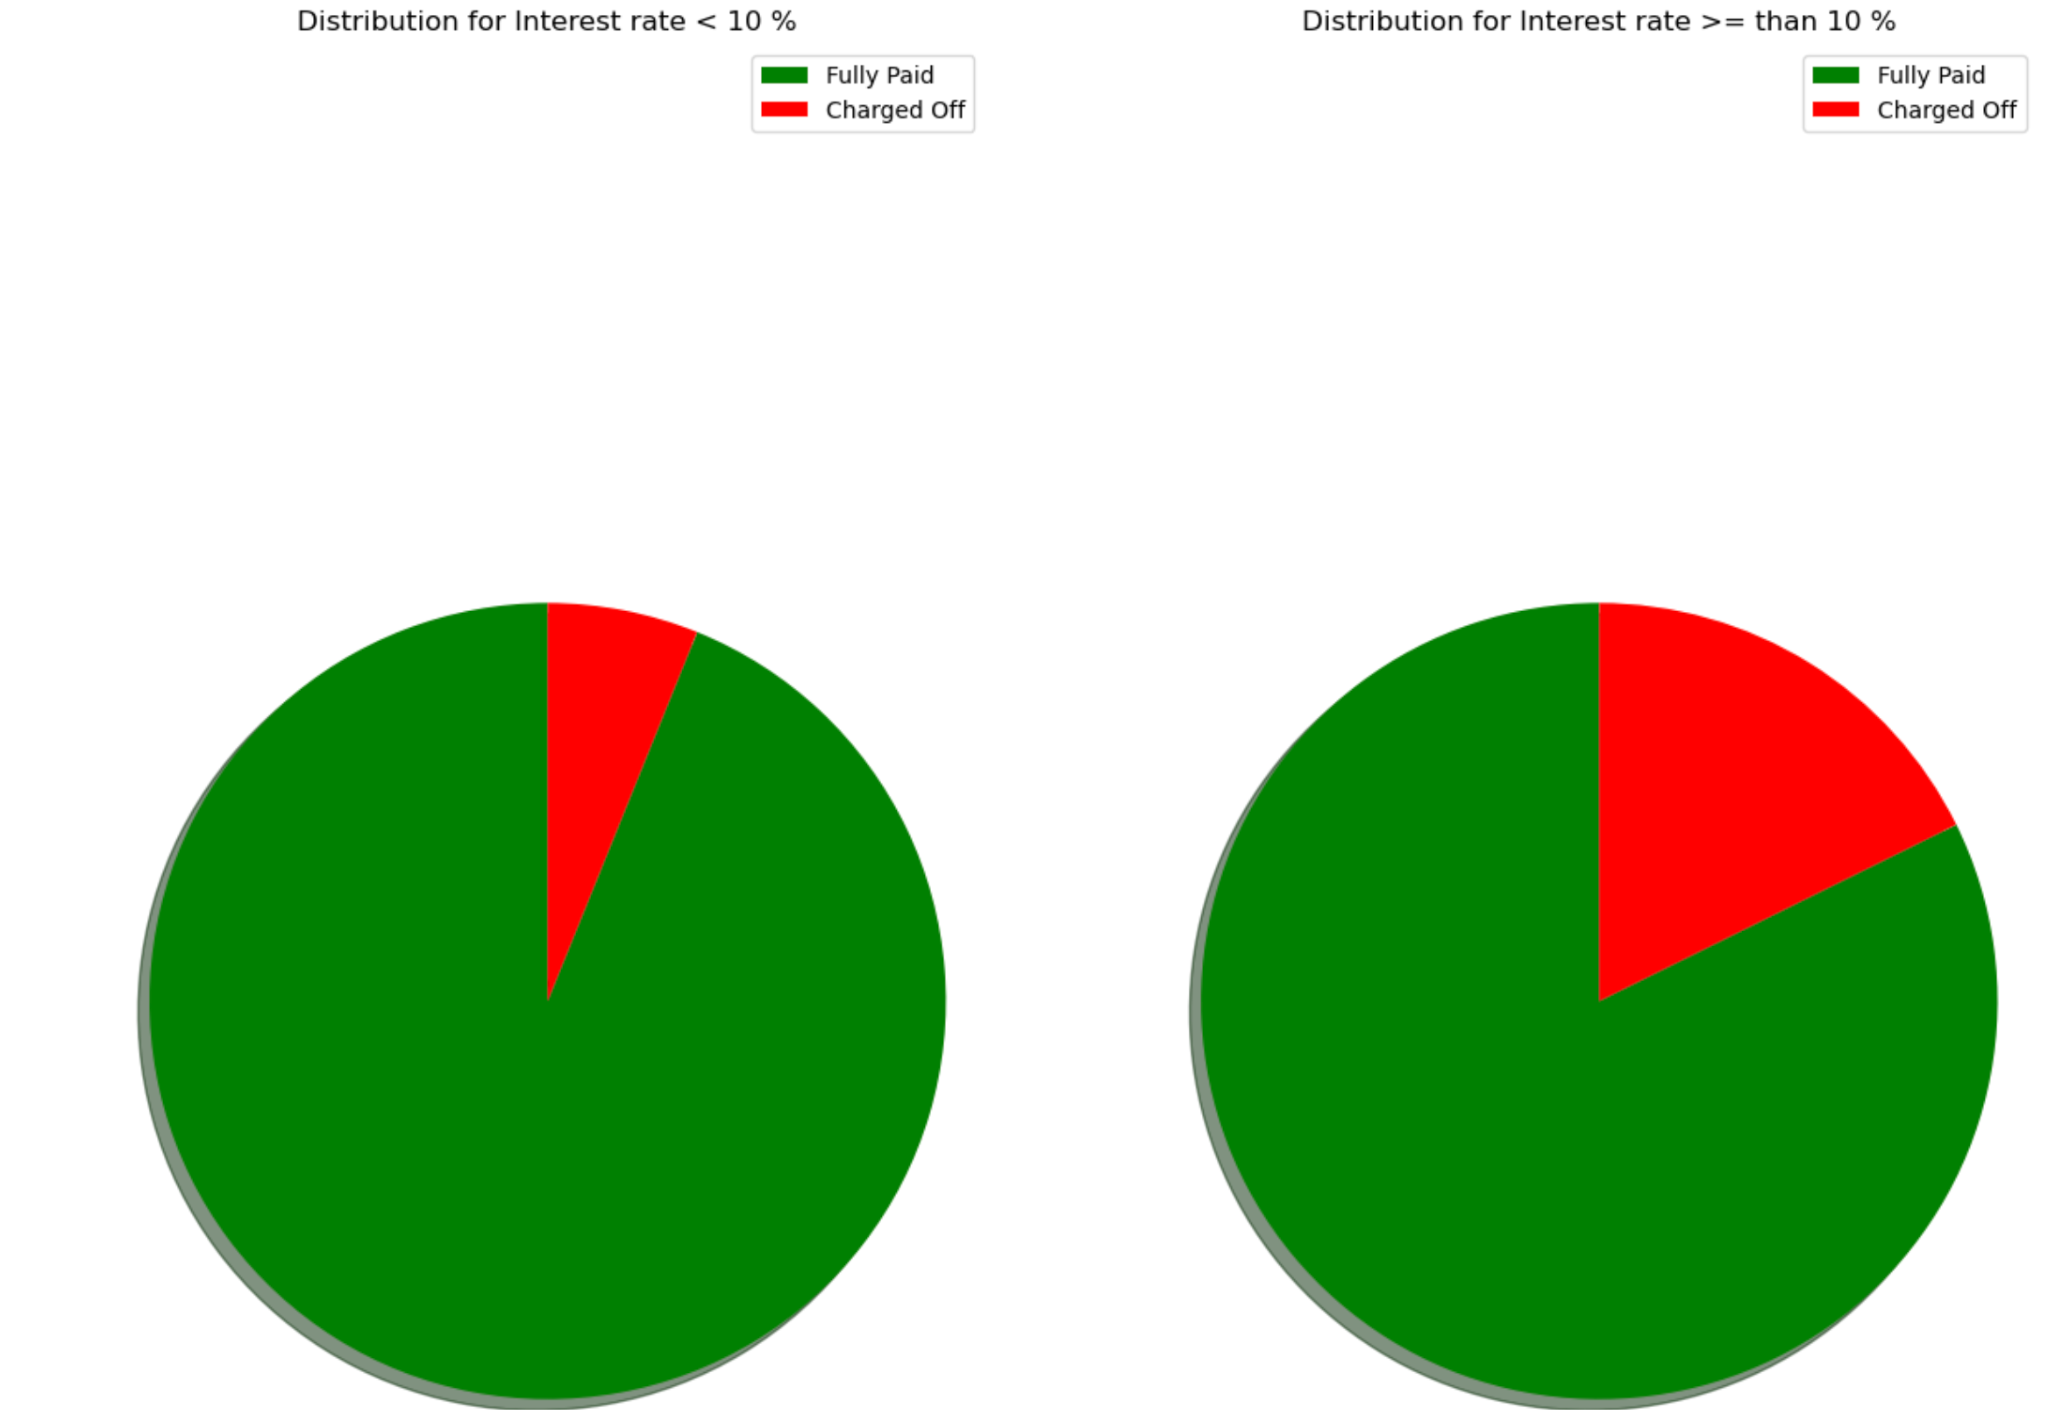 Distribution for Interest rate < 10 %
Fully Paid
Charged Off
Distribution for Interest rate >= than 10 %
Fully Paid
Charged Off